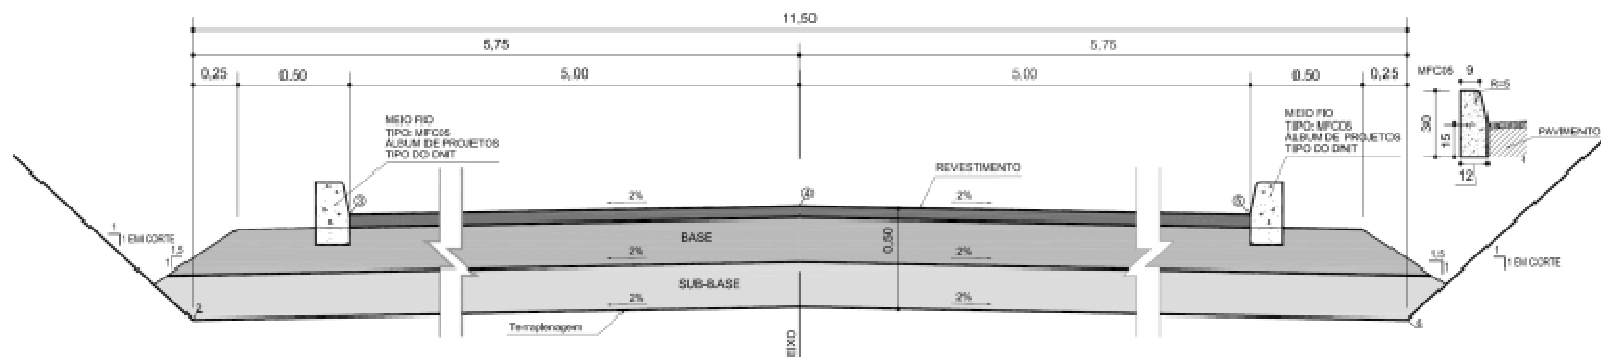 11,50
5,75
5,75
0,25
0.50
5,00
5,00
0.50
0,25
MFC05
9
R=5
30
15
PAVIMENTO
12
MEIO FIO
TIPO: MFC05
ÁLBUM DE PROJETOS
TIPO DO DNIT
MEIO FIO
TIPO: MFC05
ÁLBUM DE PROJETOS
TIPO DO DNIT
REVESTIMENTO
3
2%
4
2%
1
1 EM CORTE
1,5
1
BASE
2%
2%
0,50
1,5
1
1
1 EM CORTE
SUB-BASE
2%
2%
2
Terraplenagem
EIXO